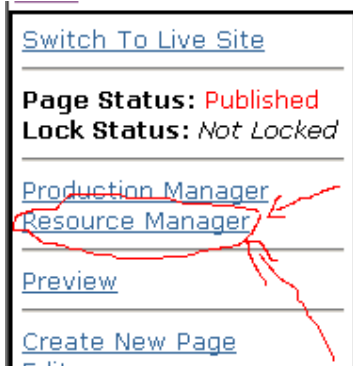 Switch To Live Site
Page Status: Published
Lock Status: Not Locked
Production Manager
Resource Manager
Preview
Create New Page